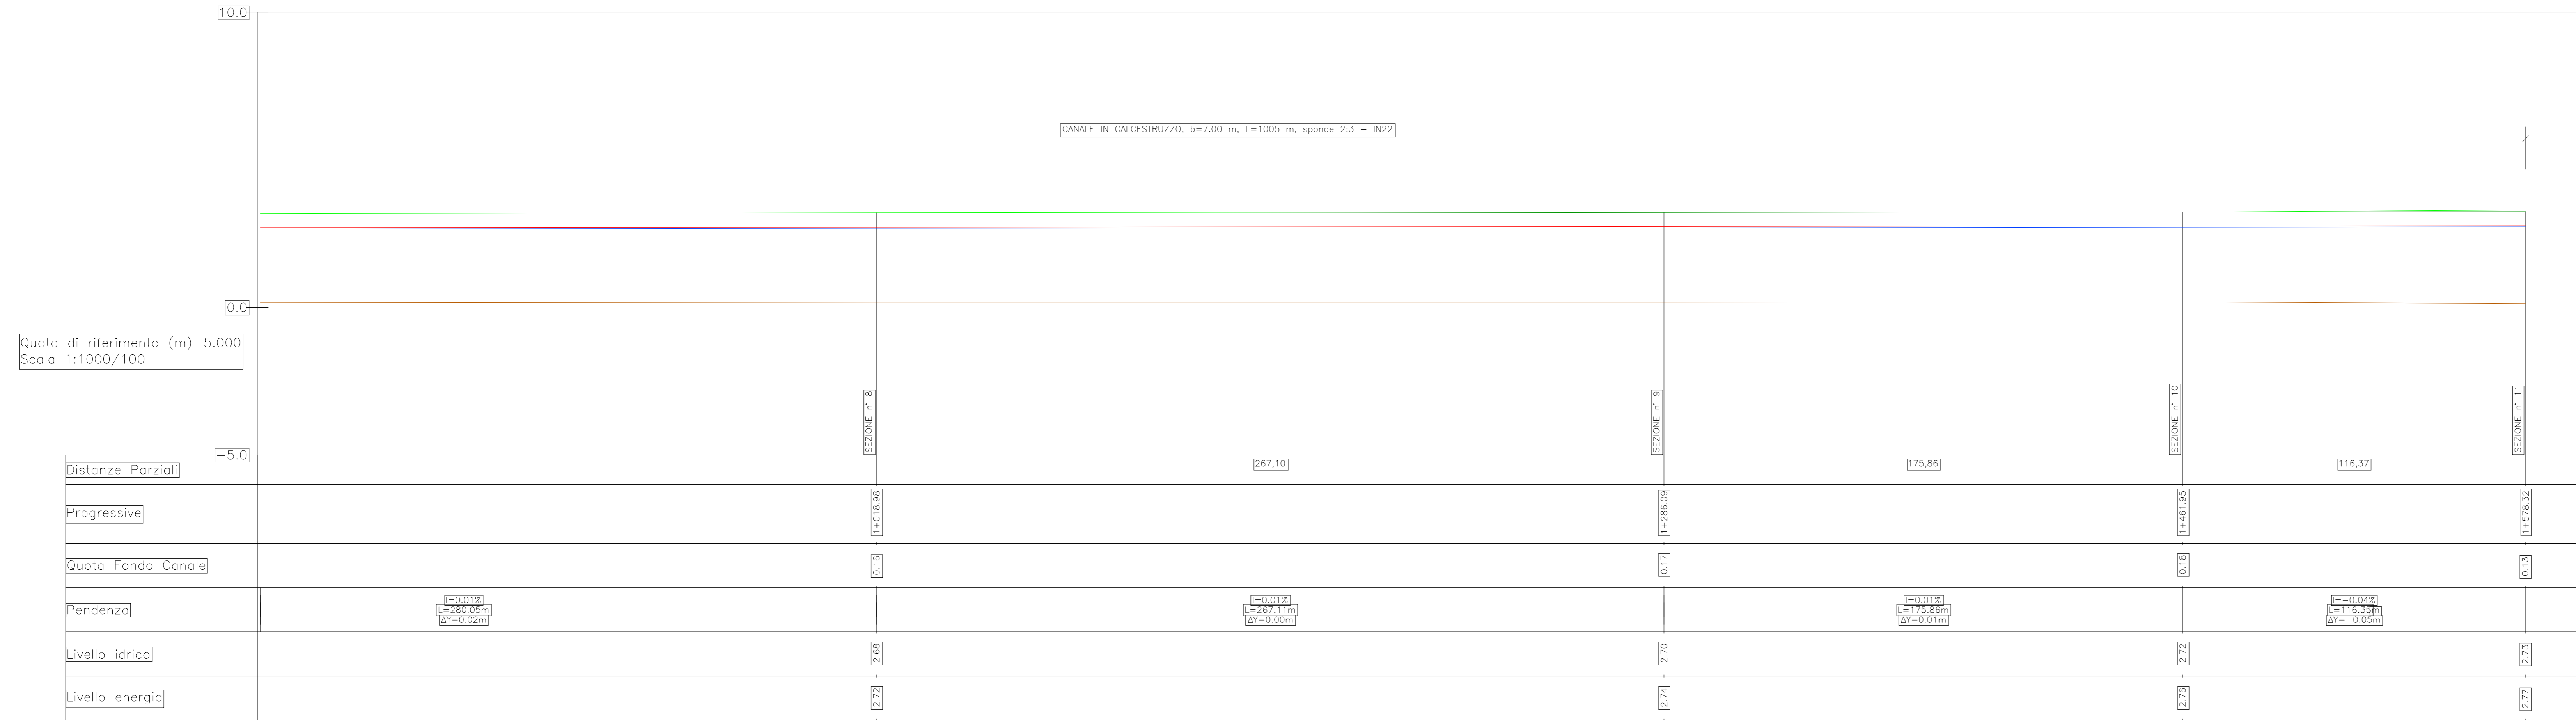 10.0
CANALE IN CALCESTRUZZO, b=7.00 m, L=1005 m, sponde 2:3 - IN22
0.0
Quota di riferimento (m)-5.000
Scala 1:1000/100
SEZIONE n° 8
SEZIONE n° 9
SEZIONE n° 10
SEZIONE n° 11
-5.0
Distanze Parziali
267,10
175,86
116,37
Progressive
1+018.98
1+286.09
1+461.95
1+578.32
Quota Fondo Canale
0.16
0.17
0.18
0.13
Pendenza
I=0.01%
L=280.05m
ΔY=0.02m
I=0.01%
L=267.11m
ΔY=0.00m
I=0.01%
L=175.86m
ΔY=0.01m
I=-0.04%
L=116.35m
ΔY=-0.05m
Livello idrico
2.68
2.70
2.72
2.73
Livello energia
2.72
2.74
2.76
2.77